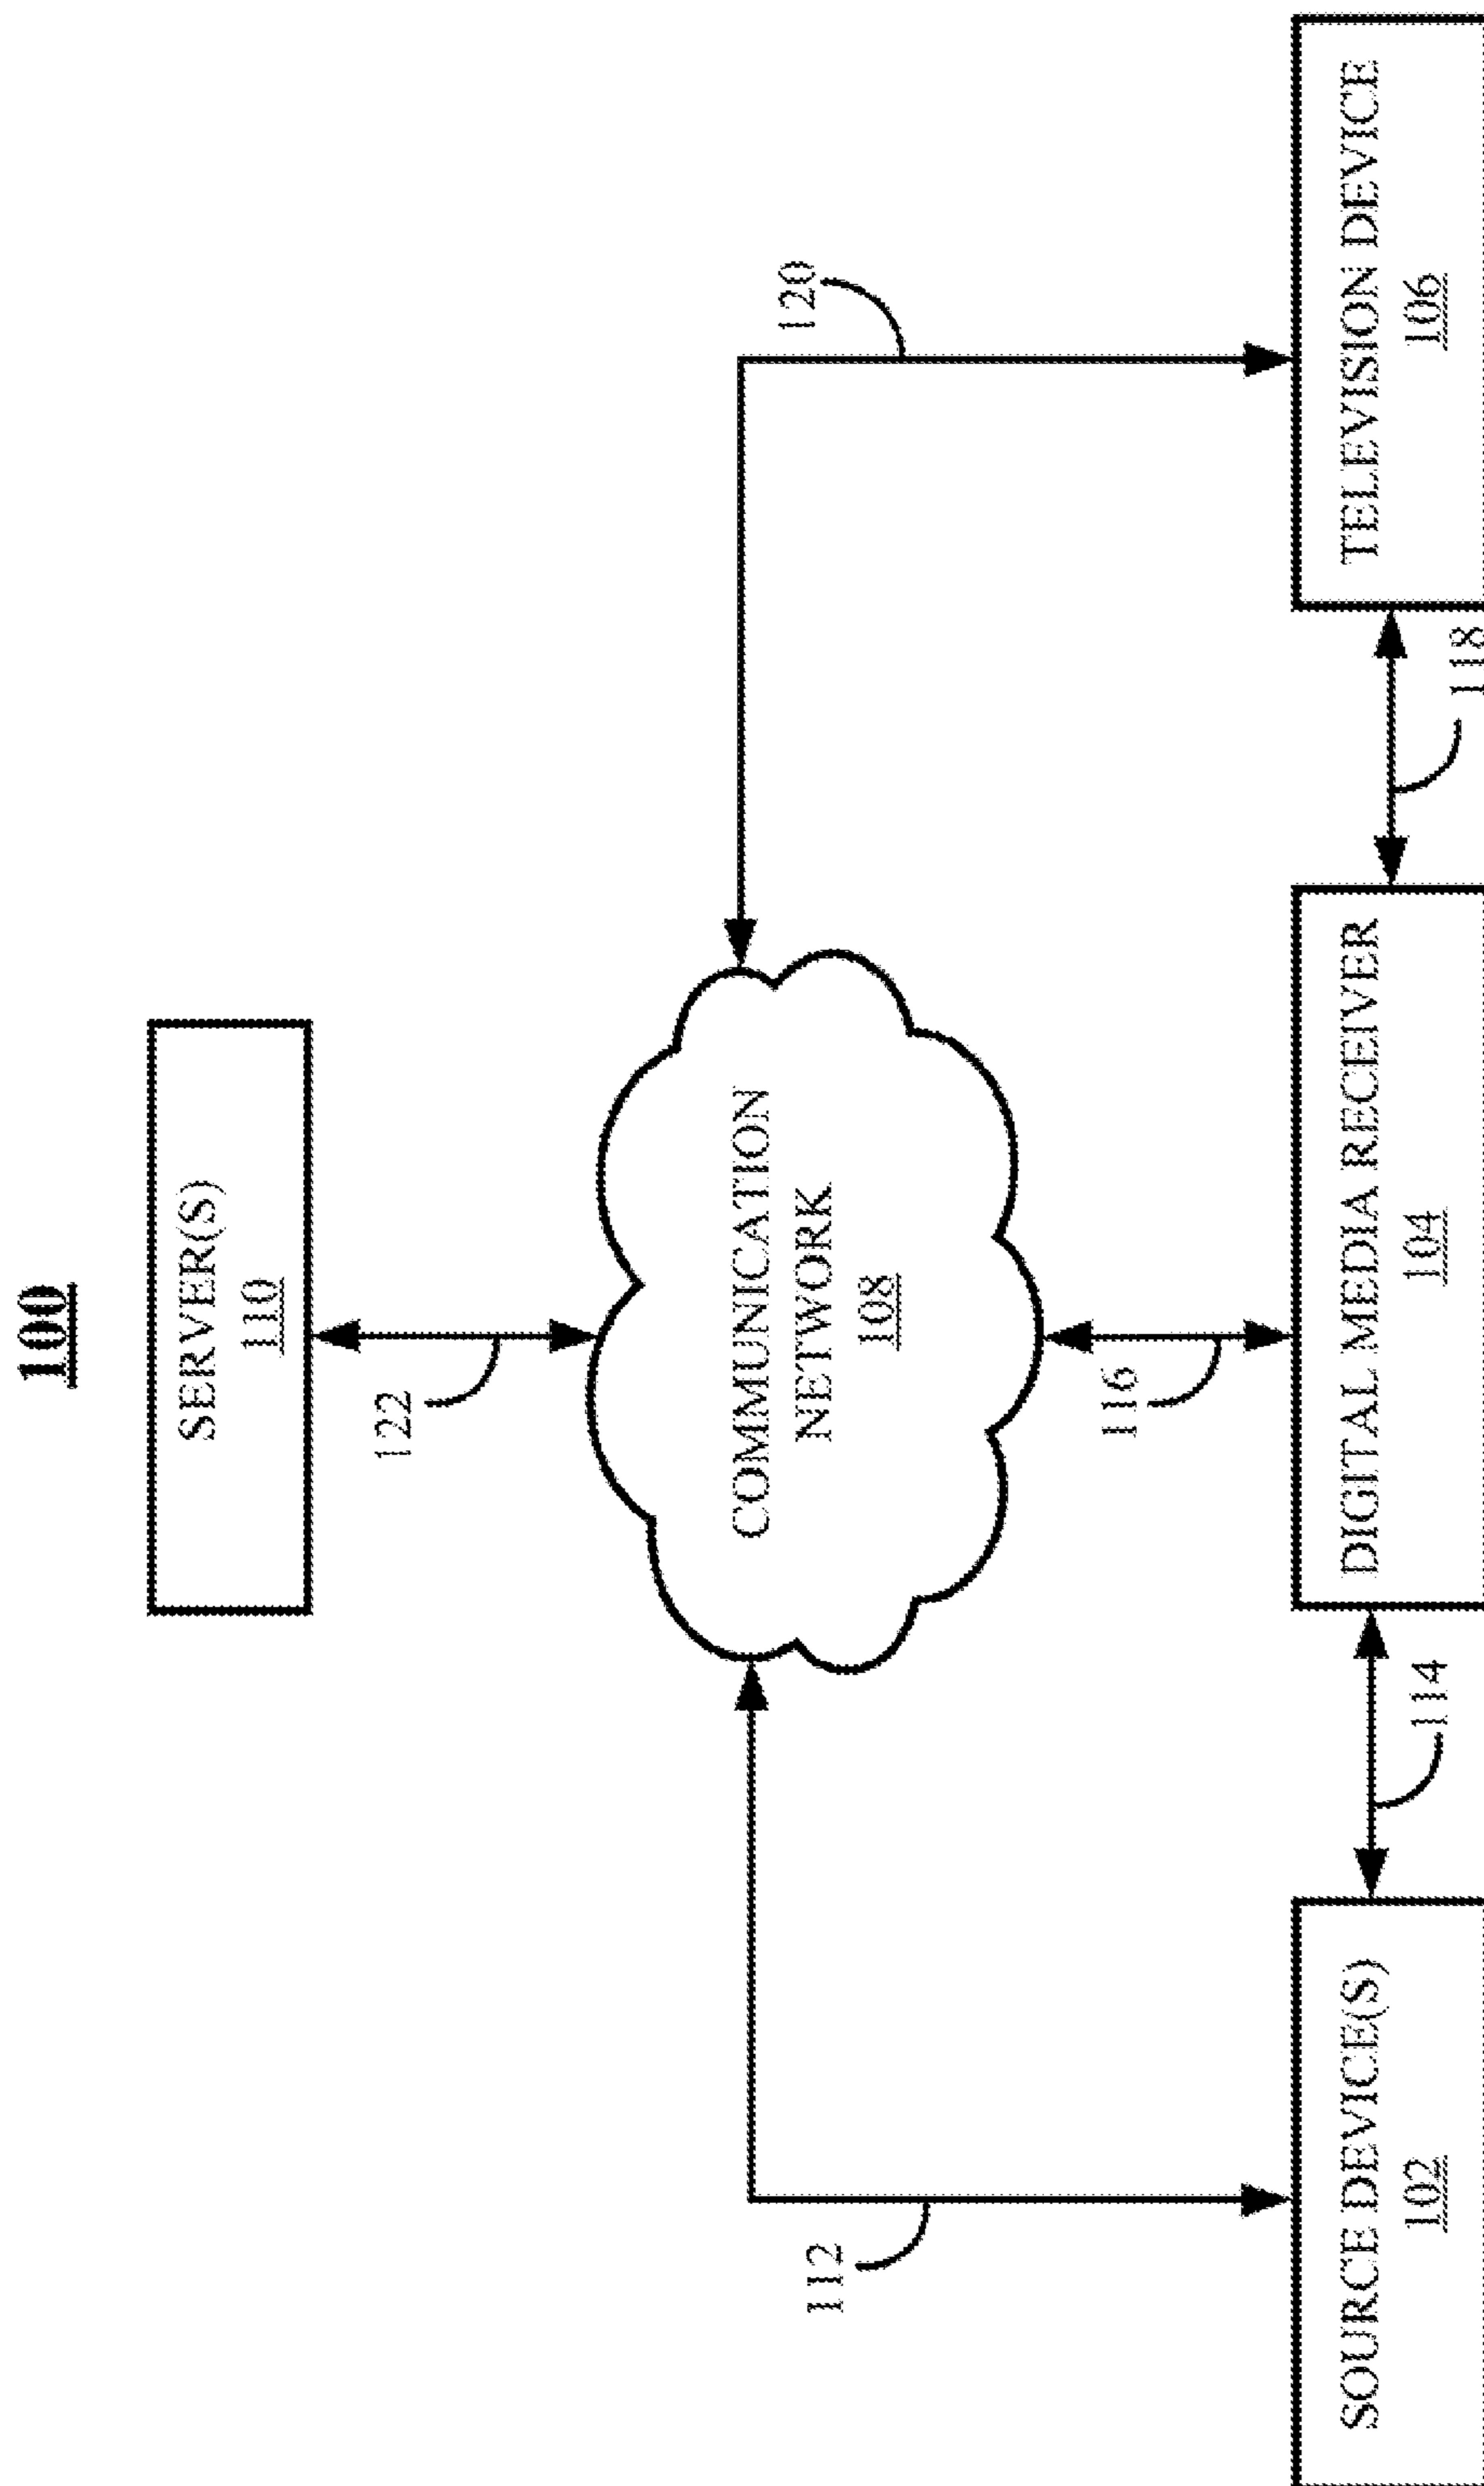 100
SERVER(S)
110
122
COMMUNICATION
NETWORK
108
112
120
116
SOURCE DEVICE(S)
102
114
DIGITAL MEDIA RECEIVER
104
118
TELEVISION DEVICE
106